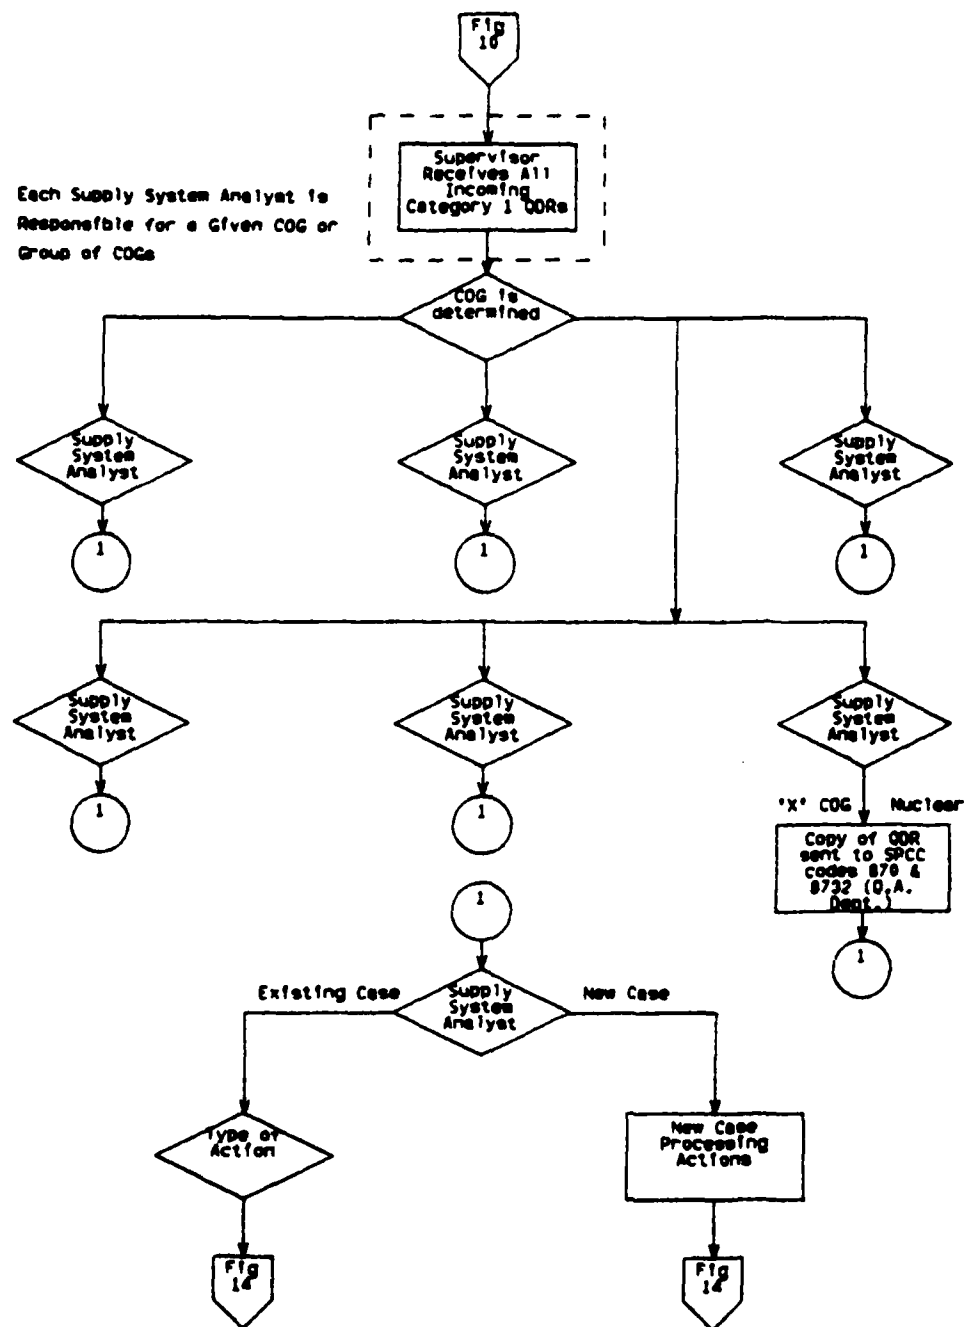 Fig
10
Supervisor
Receives All
Incoming
Category 1 QDRs
Each Supply System Analyst is
Responsible for a Given COG or
Group of COGs
COG is
determined
Supply
System
Analyst
Supply
System
Analyst
Supply
System
Analyst
1
1
1
Supply
System
Analyst
Supply
System
Analyst
Supply
System
Analyst
1
1
'X' COG Nuclear
Copy of QDR
sent to SPCC
codes 870 &
8732 (Q.A.
Dept.)
1
1
Existing Case
Supply
System
Analyst
New Case
Type of
Action
New Case
Processing
Actions
Fig
14
Fig
14